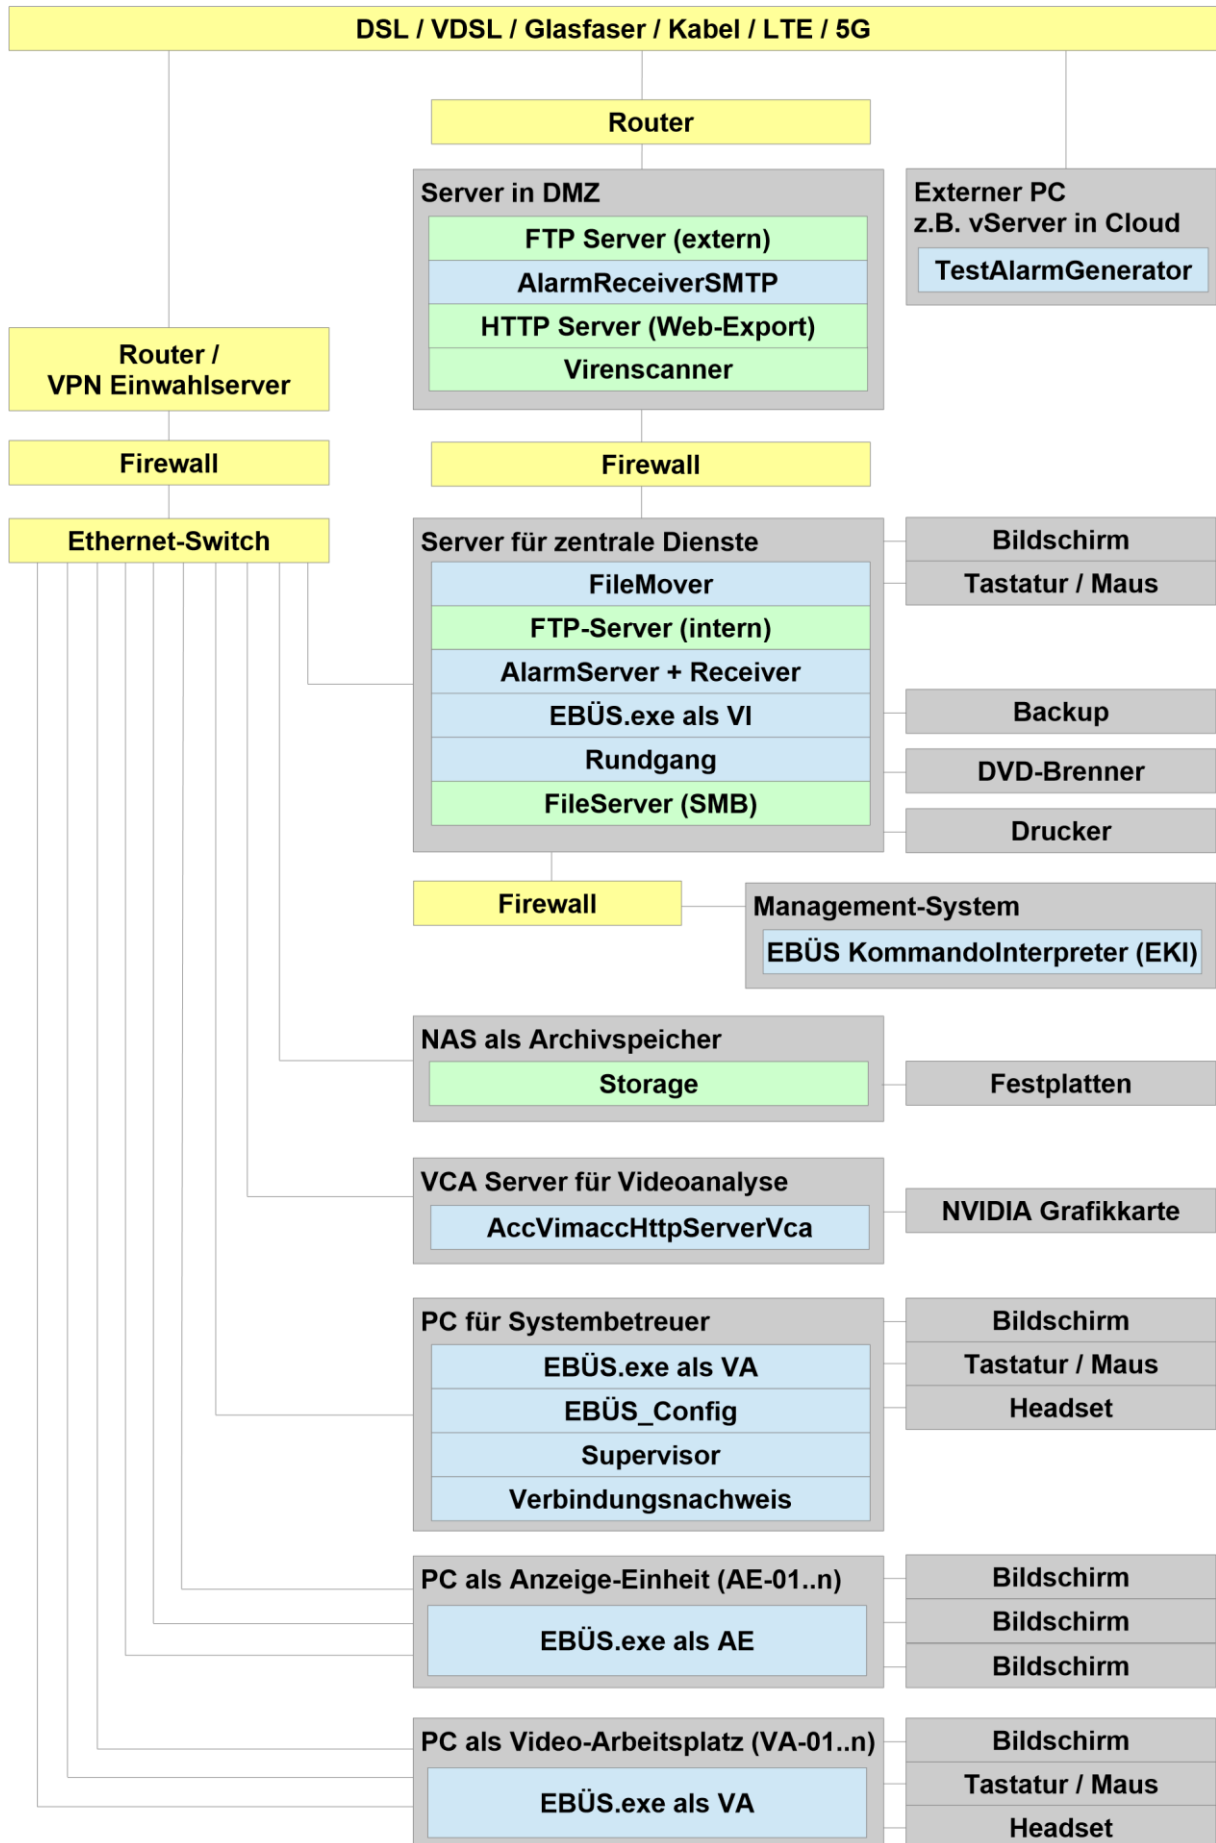 DSL / VDSL / Glasfaser / Kabel / LTE / 5G
Router
Server in DMZ
FTP Server (extern)
AlarmReceiverSMTP
HTTP Server (Web-Export)
Virenscanner
Externer PC
z.B. vServer in Cloud
TestAlarmGenerator
Router /
VPN Einwahlserver
Firewall
Ethernet-Switch
Firewall
Server für zentrale Dienste
FileMover
FTP-Server (intern)
AlarmServer + Receiver
EBÜS.exe als VI
Rundgang
FileServer (SMB)
Bildschirm
Tastatur / Maus
Backup
DVD-Brenner
Drucker
Firewall
Management-System
EBÜS KommandoInterpreter (EKI)
NAS als Archivspeicher
Storage
Festplatten
VCA Server für Videoanalyse
AccVimaccHttpServerVca
NVIDIA Grafikkarte
PC für Systembetreuer
EBÜS.exe als VA
EBÜS_Config
Supervisor
Verbindungsnachweis
Bildschirm
Tastatur / Maus
Headset
PC als Anzeige-Einheit (AE-01..n)
EBÜS.exe als AE
Bildschirm
Bildschirm
Bildschirm
PC als Video-Arbeitsplatz (VA-01..n)
EBÜS.exe als VA
Bildschirm
Tastatur / Maus
Headset